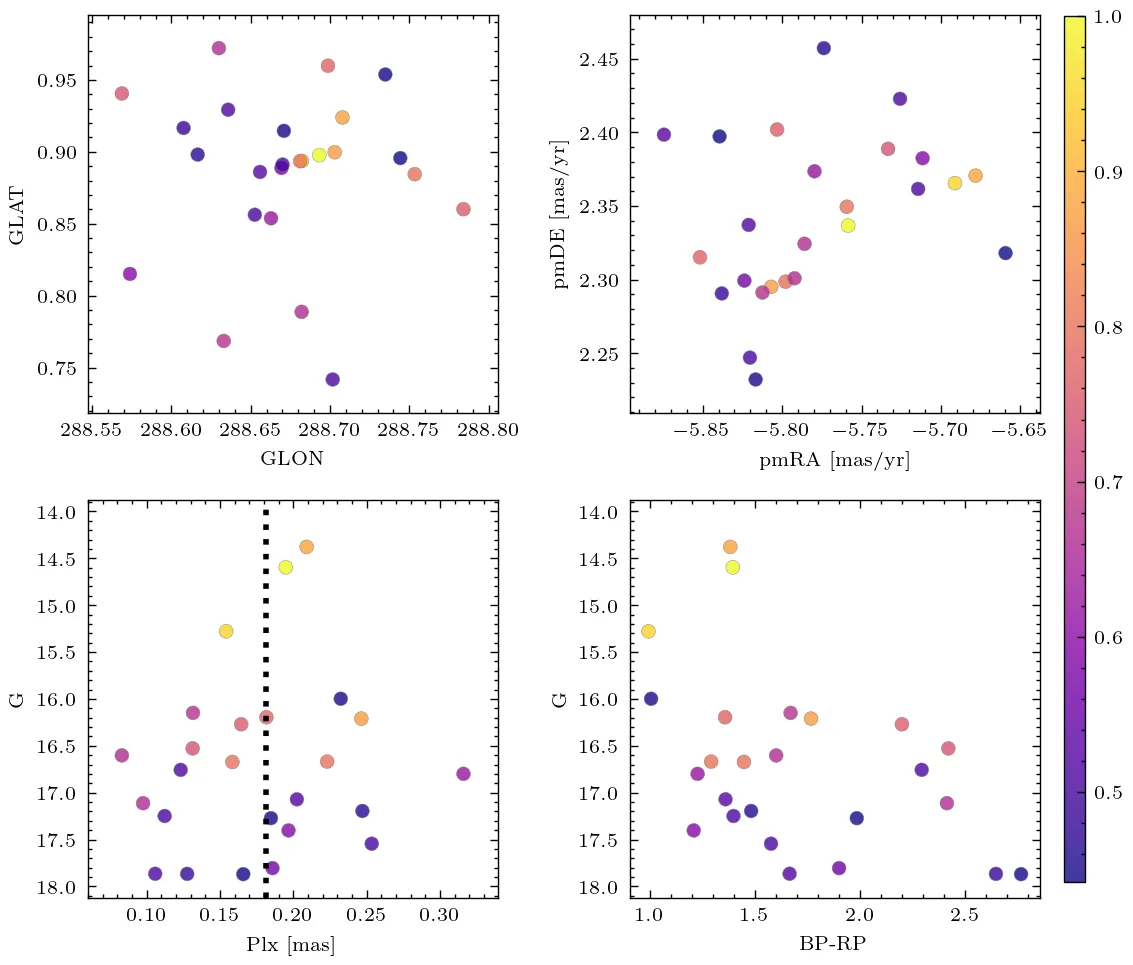 0.95
0.90
0.85
0.80
0.75
GLAT
288.55 288.60 288.65 288.70 288.75 288.80
GLON
2.45
2.40
2.35
2.30
2.25
pmDE [mas/yr]
−5.85 −5.80 −5.75 −5.70 −5.65
pmRA [mas/yr]
1.0
0.9
0.8
0.7
0.6
0.5
14.0
14.5
15.0
15.5
16.0
16.5
17.0
17.5
18.0
G
0.10 0.15 0.20 0.25 0.30
Plx [mas]
14.0
14.5
15.0
15.5
16.0
16.5
17.0
17.5
18.0
G
1.0 1.5 2.0 2.5
BP-RP